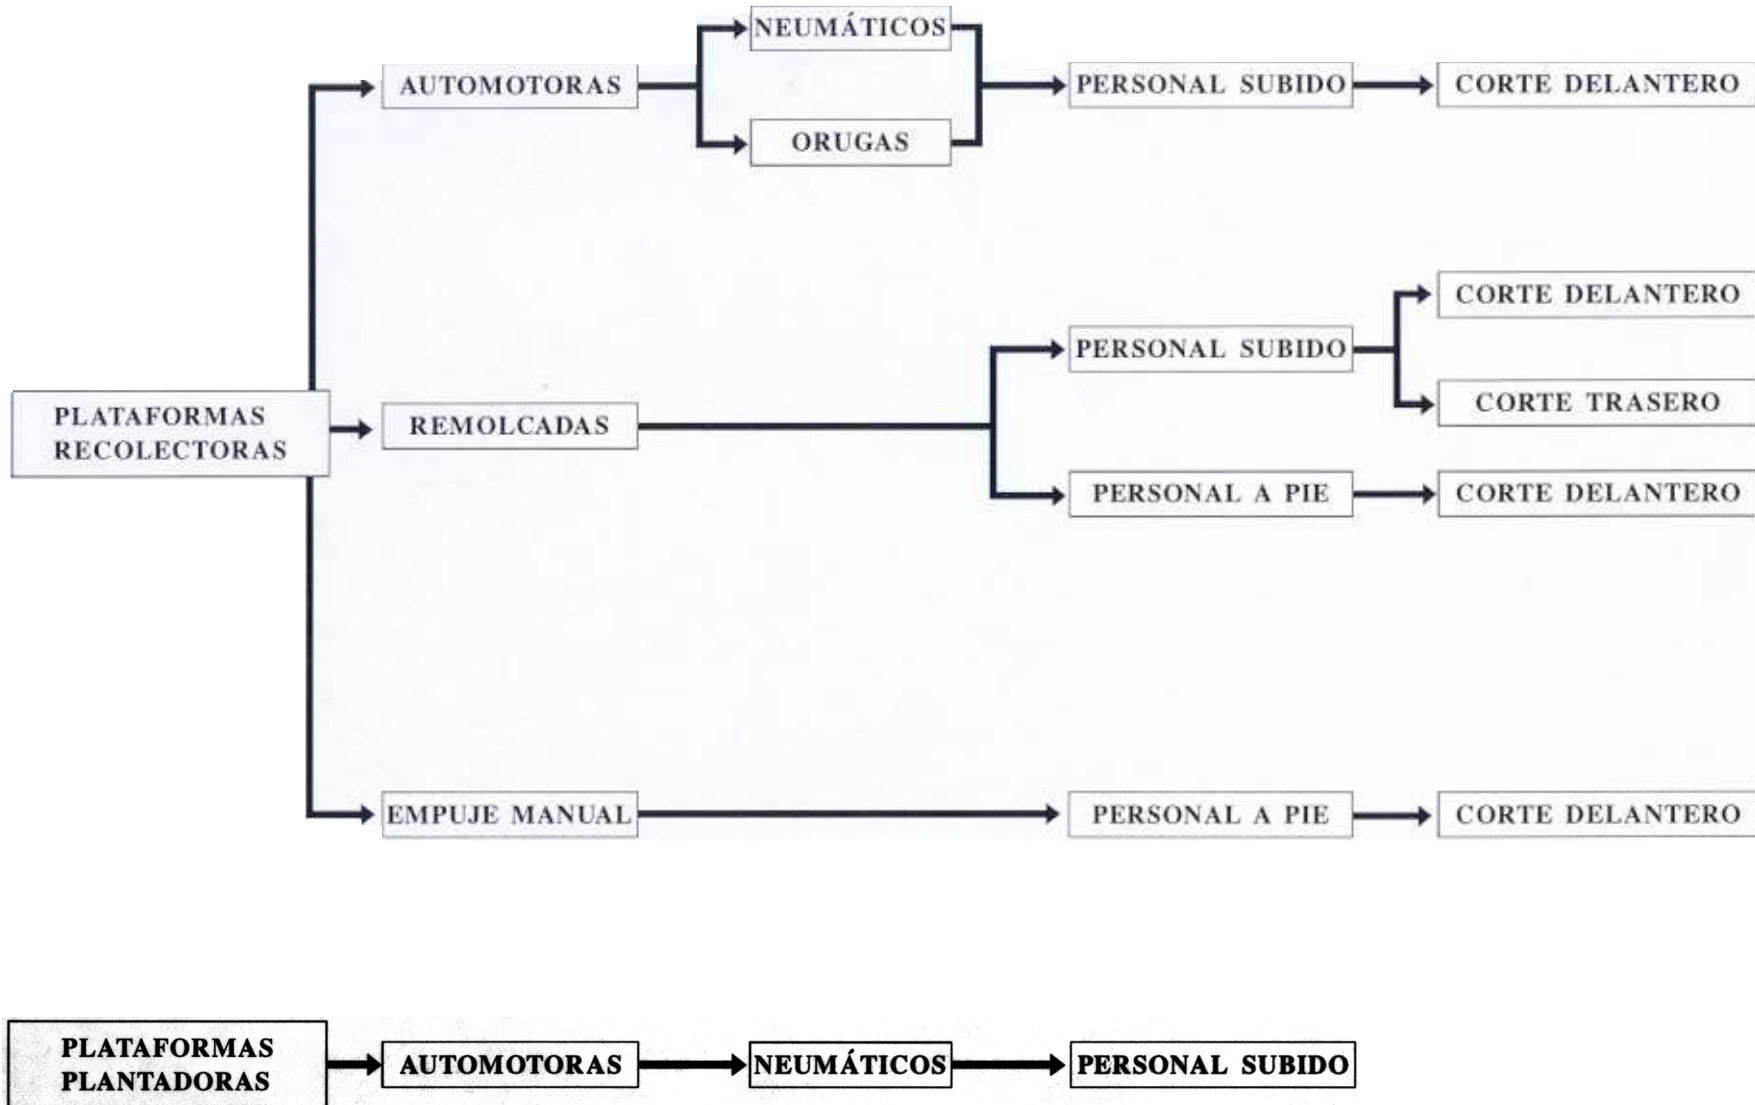 NEUMÁTICOS
AUTOMOTORAS
PERSONAL SUBIDO
CORTE DELANTERO
ORUGAS
CORTE DELANTERO
PERSONAL SUBIDO
CORTE TRASERO
PLATAFORMAS
RECOLECTORAS
REMOLCADAS
PERSONAL A PIE
CORTE DELANTERO
EMPUJE MANUAL
PERSONAL A PIE
CORTE DELANTERO
PLATAFORMAS
PLANTADORAS
AUTOMOTORAS
NEUMÁTICOS
PERSONAL SUBIDO